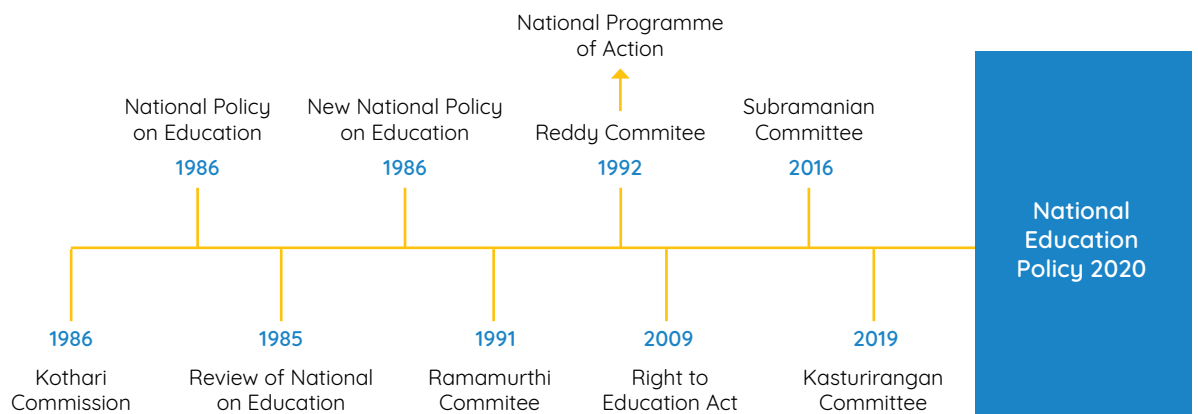 National Programme
of Action
National Policy
on Education
1986
New National Policy
on Education
1986
Reddy Commitee
1992
Subramanian
Committee
2016
National
Education
Policy 2020
1986
Kothari
Commission
1985
Review of National
on Education
1991
Ramamurthi
Commitee
2009
Right to
Education Act
2019
Kasturirangan
Committee